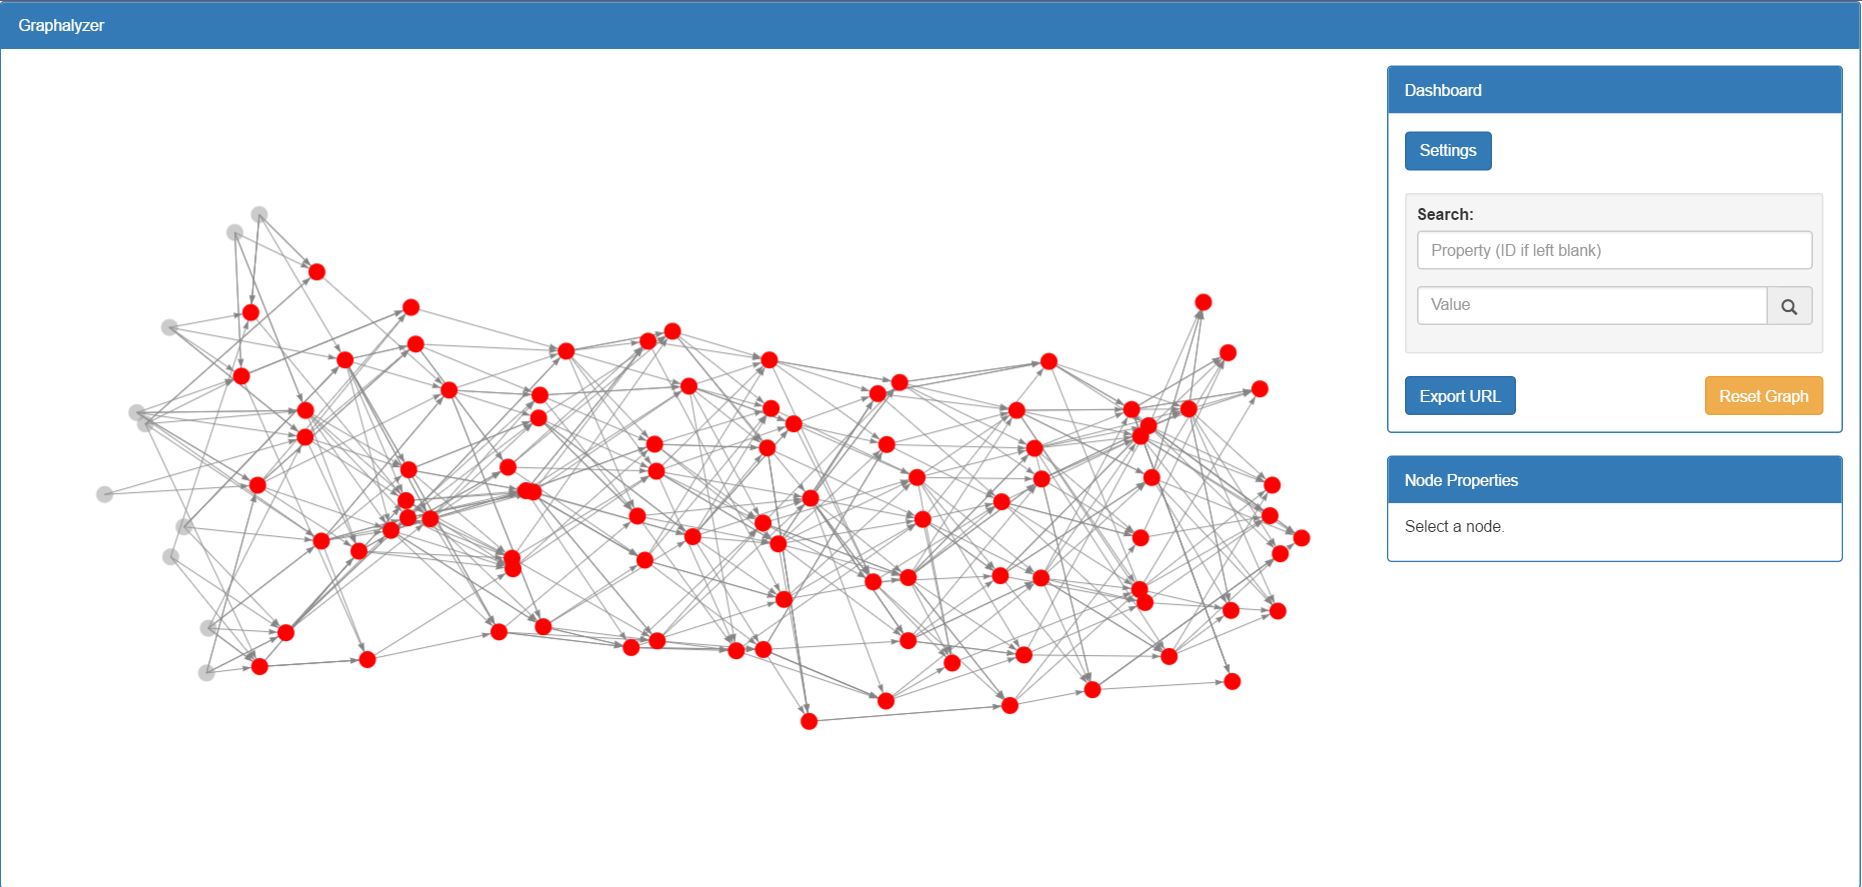 Graphalyzer
Dashboard
Settings
Search:
Property (ID if left blank)
Value
Export URL
Reset Graph
Node Properties
Select a node.